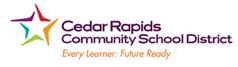 Cedar Rapids
Community School District
Every Learner: Future Ready